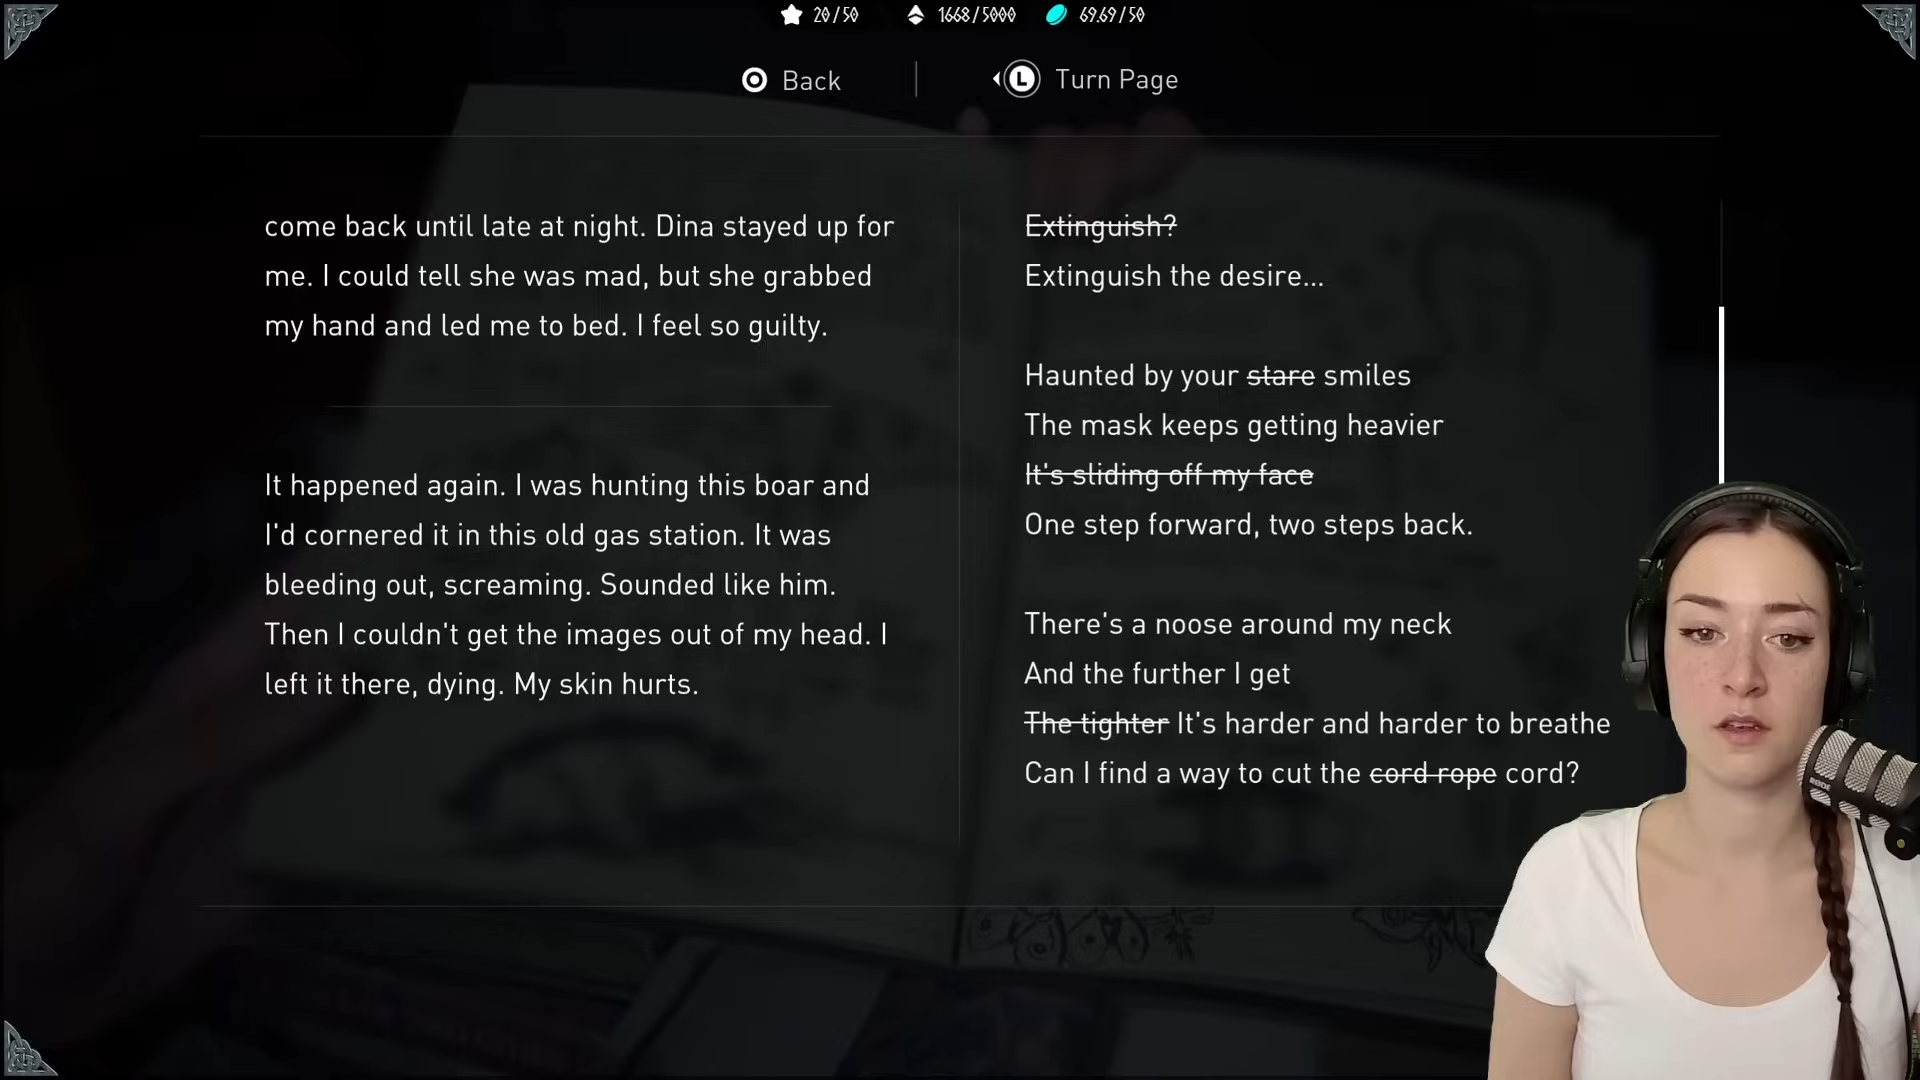 20/50 1668/5000 69.69/50
Back L Turn Page
come back until late at night. Dina stayed up for
me. I could tell she was mad, but she grabbed
my hand and led me to bed. I feel so guilty.
It happened again. I was hunting this boar and
I'd cornered it in this old gas station. It was
bleeding out, screaming. Sounded like him.
Then I couldn't get the images out of my head. I
left it there, dying. My skin hurts.
Extinguish?
Extinguish the desire...
Haunted by your stare smiles
The mask keeps getting heavier
It's sliding off my face
One step forward, two steps back.
There's a noose around my neck
And the further I get
The tighter It's harder and harder to breathe
Can I find a way to cut the cord rope cord?
RODE